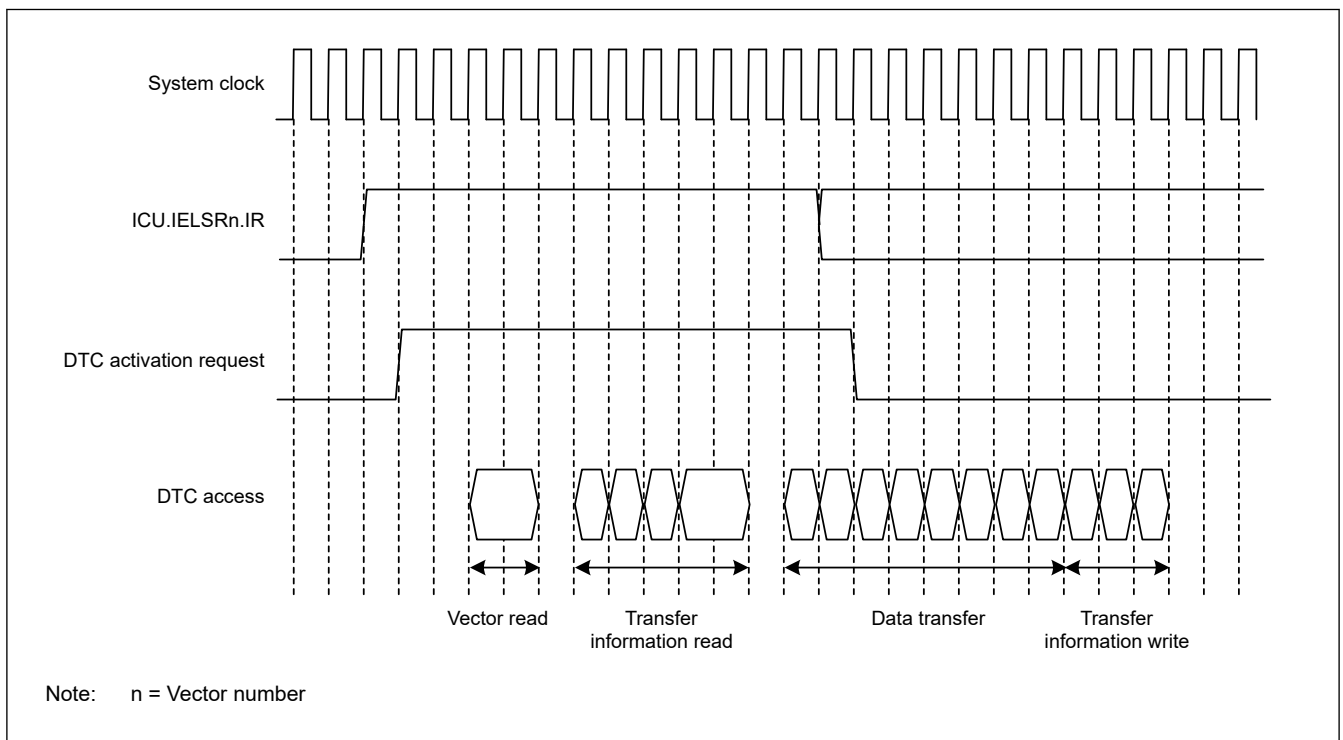 System clock
ICU.IELSRn.IR
DTC activation request
DTC access
Vector read
Transfer
information read
Data transfer
Transfer
information write
Note: n = Vector number